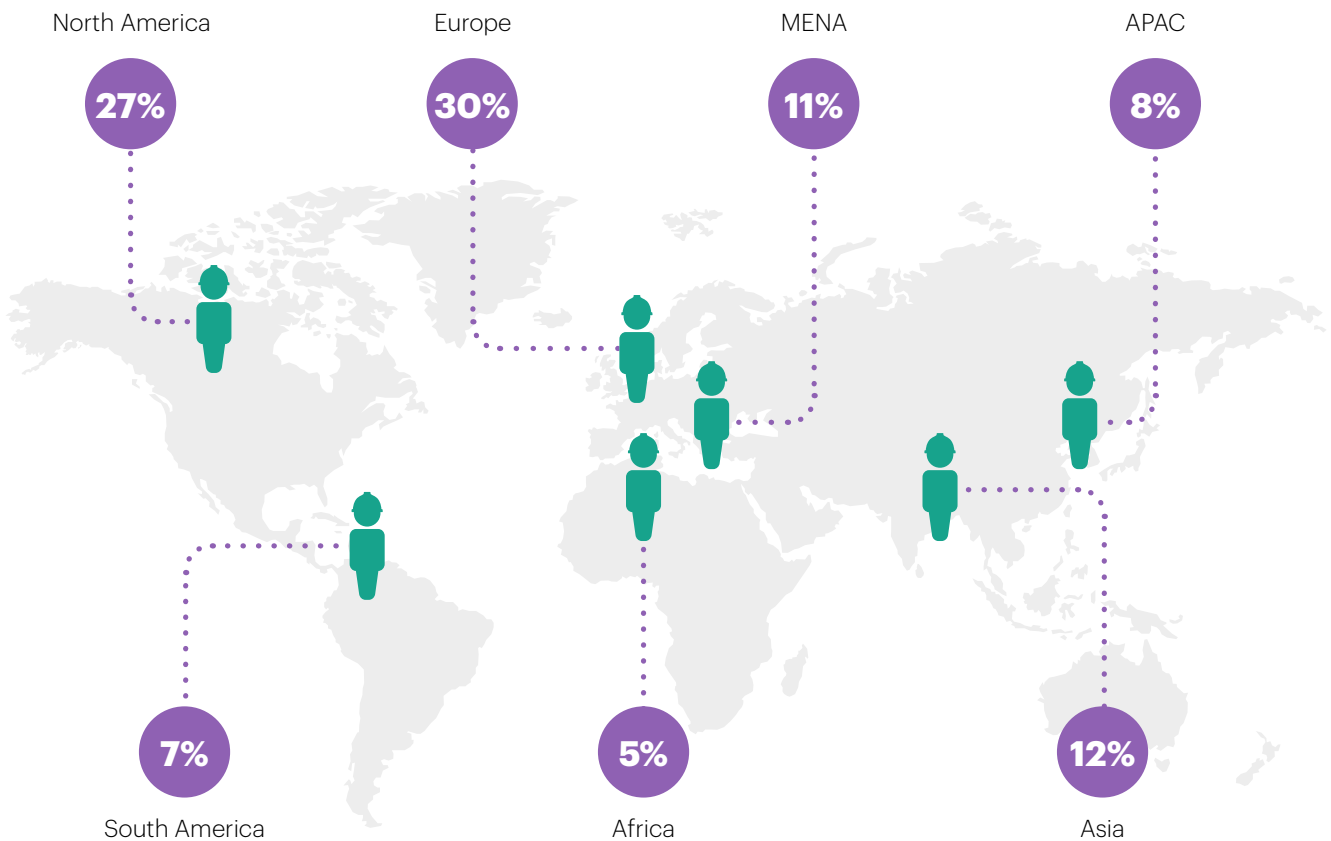 North America
Europe
MENA
APAC
27%
30%
11%
8%
7%
5%
12%
South America
Africa
Asia